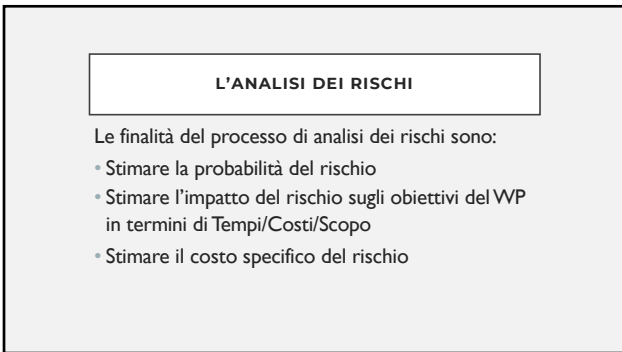 L’ANALISI DEI RISCHI
Le finalità del processo di analisi dei rischi sono:
• Stimare la probabilità del rischio
• Stimare l’impatto del rischio sugli obiettivi del WP
in termini di Tempi/Costi/Scopo
• Stimare il costo specifico del rischio